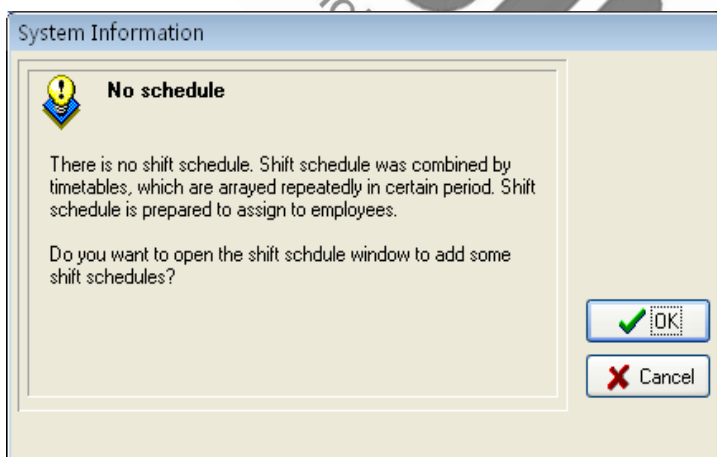 System Information
No schedule
There is no shift schedule. Shift schedule was combined by
timetables, which are arrayed repeatedly in certain period. Shift
schedule is prepared to assign to employees.
Do you want to open the shift schdule window to add some
shift schedules?
OK
Cancel